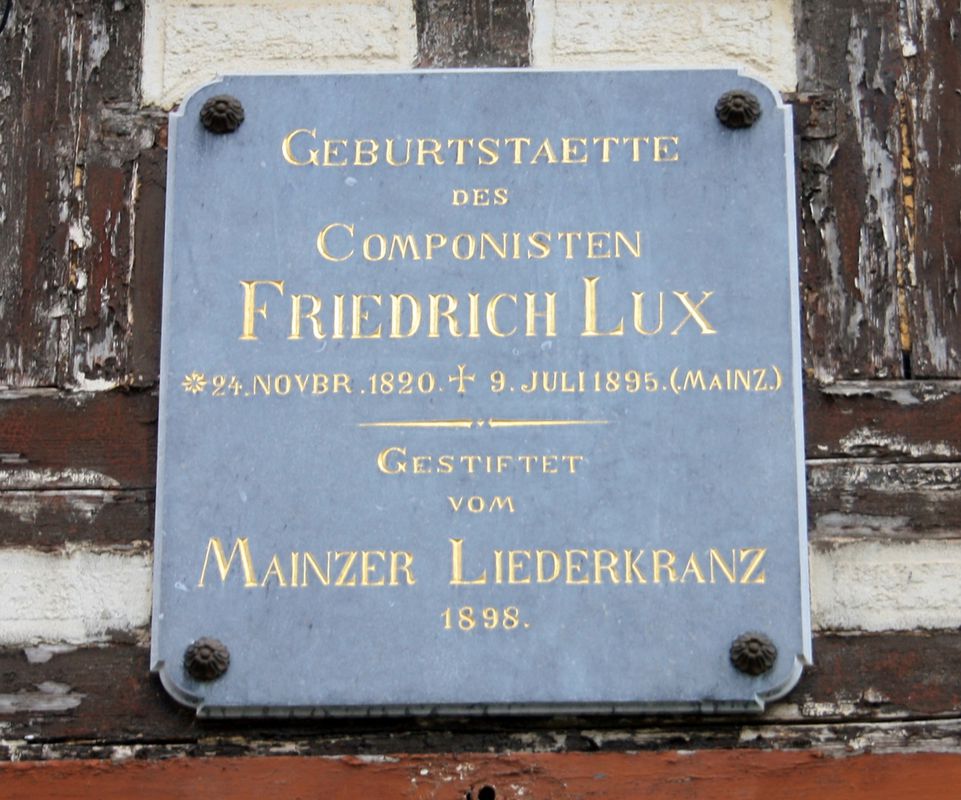 GEBURTSTAETTE
DES
COMPONISTEN
FRIEDRICH LUX
24. NOVBR. 1820. ✝ 9. JULI 1895. (MAINZ.)
GESTIFTET
VOM
MAINZER LIEDERKRANZ
1898.